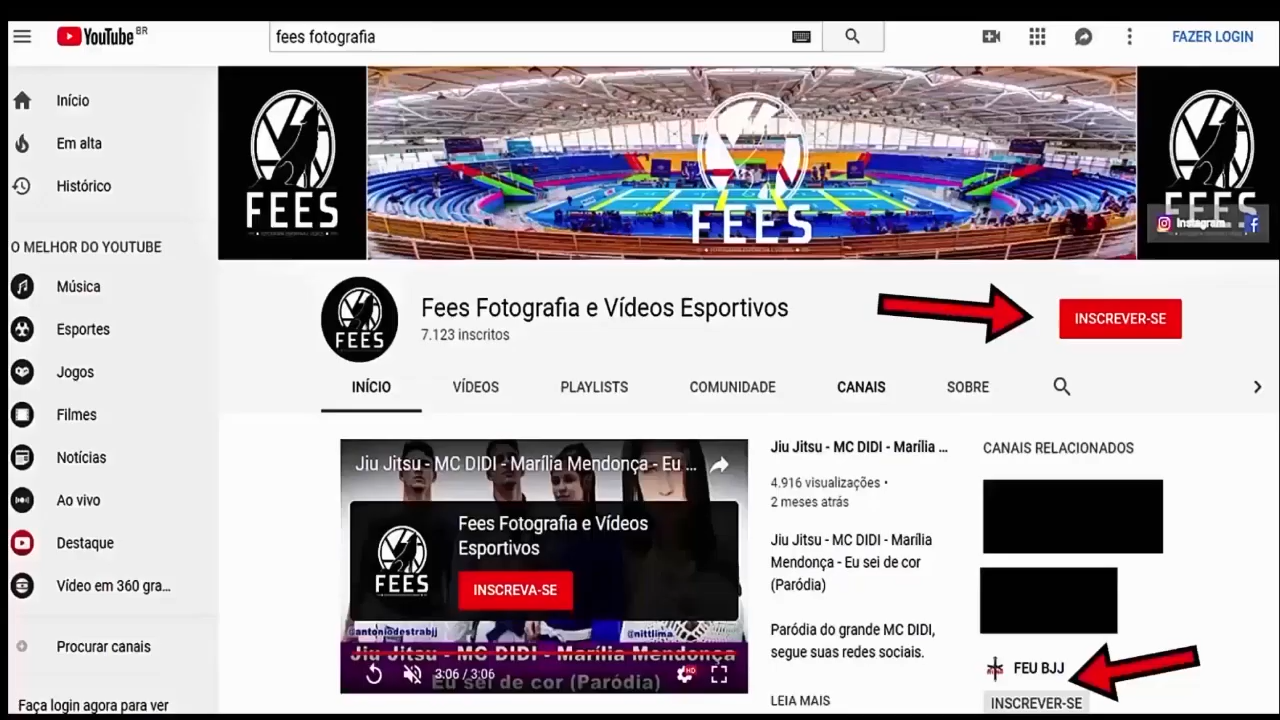 YouTube BR
fees fotografia
FAZER LOGIN
Início
Em alta
Histórico
O MELHOR DO YOUTUBE
Música
Esportes
Jogos
Filmes
Notícias
Ao vivo
Destaque
Vídeo em 360 gra...
Procurar canais
Faça login agora para ver
FEES
FEES
FEES
Instagram
FEES
Fees Fotografia e Vídeos Esportivos
7.123 inscritos
INSCREVER-SE
INÍCIO
VÍDEOS
PLAYLISTS
COMUNIDADE
CANAIS
SOBRE
Jiu Jitsu - MC DIDI - Marília Mendonça - Eu ...
FEES
Fees Fotografia e Vídeos
Esportivos
INSCREVA-SE
@antoniodestrabjj
@nittlima
Jiu Jitsu - MC DIDI - Marília Mendonça
Eu sei de cor (Paródia)
3:06 / 3:06
HD
Jiu Jitsu - MC DIDI - Marília ...
4.916 visualizações •
2 meses atrás
Jiu Jitsu - MC DIDI - Marília
Mendonça - Eu sei de cor
(Paródia)
Paródia do grande MC DIDI,
segue suas redes sociais.
LEIA MAIS
CANAIS RELACIONADOS
FEU BJJ
INSCREVER-SE